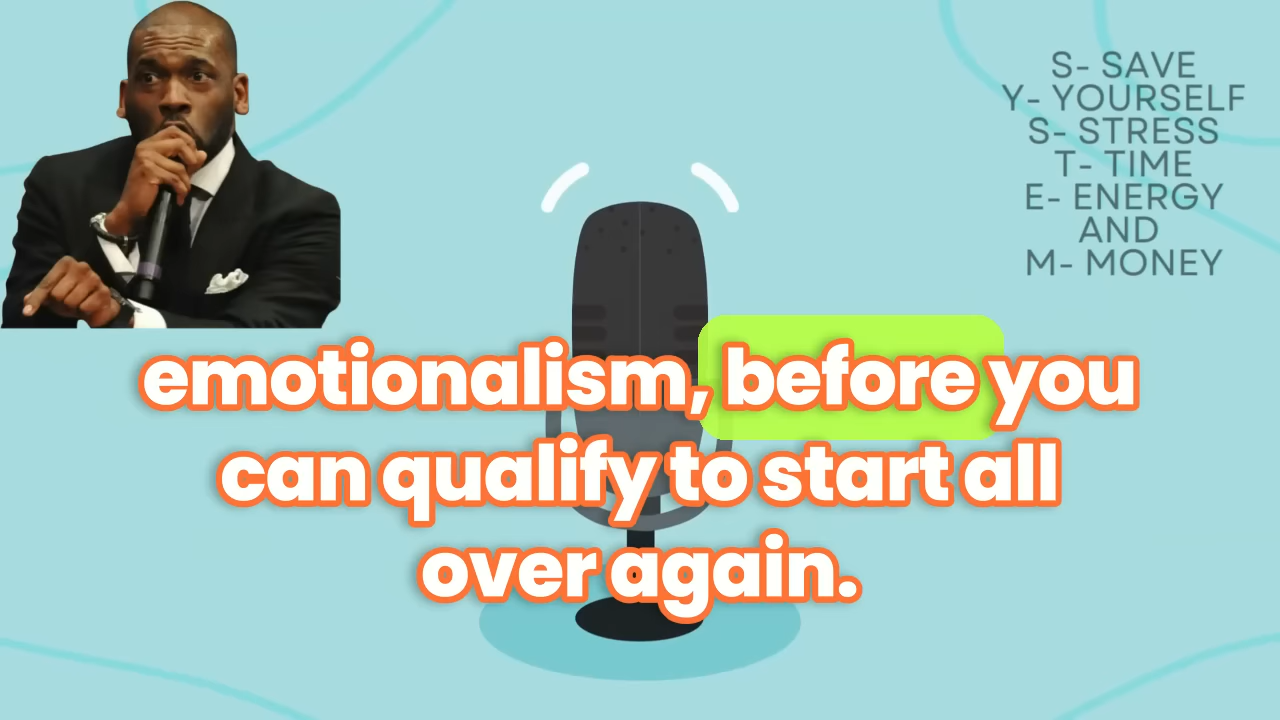 S- SAVE
Y- YOURSELF
S- STRESS
T- TIME
E- ENERGY
AND
M- MONEY
emotionalism, before you
can qualify to start all
over again.